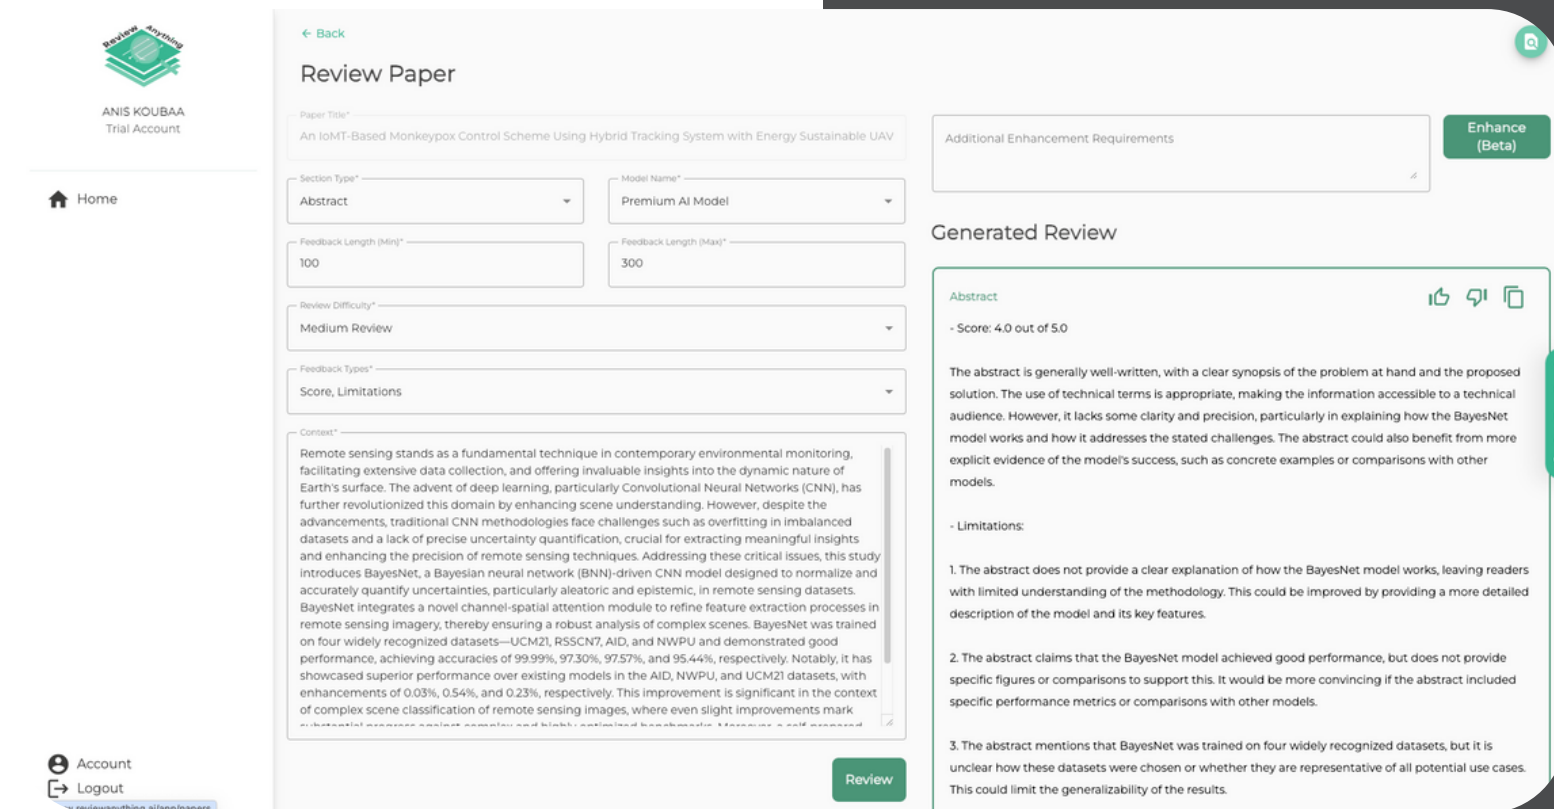 Review Anything
ANIS KOUBAA
Trial Account
Home
Account
Logout
reviewanything.ai/app/papers
← Back
Review Paper
Paper Title*
An IoMT-Based Monkeypox Control Scheme Using Hybrid Tracking System with Energy Sustainable UAV
Section Type*
Abstract
Model Name*
Premium AI Model
Feedback Length (Min)*
100
Feedback Length (Max)*
300
Review Difficulty*
Medium Review
Feedback Types*
Score, Limitations
Context*
Remote sensing stands as a fundamental technique in contemporary environmental monitoring,
facilitating extensive data collection, and offering invaluable insights into the dynamic nature of
Earth's surface. The advent of deep learning, particularly Convolutional Neural Networks (CNN), has
further revolutionized this domain by enhancing scene understanding. However, despite the
advancements, traditional CNN methodologies face challenges such as overfitting in imbalanced
datasets and a lack of precise uncertainty quantification, crucial for extracting meaningful insights
and enhancing the precision of remote sensing techniques. Addressing these critical issues, this study
introduces BayesNet, a Bayesian neural network (BNN)-driven CNN model designed to normalize and
accurately quantify uncertainties, particularly aleatoric and epistemic, in remote sensing datasets.
BayesNet integrates a novel channel-spatial attention module to refine feature extraction processes in
remote sensing imagery, thereby ensuring a robust analysis of complex scenes. BayesNet was trained
on four widely recognized datasets—UCM21, RSSCN7, AID, and NWPU and demonstrated good
performance, achieving accuracies of 99.99%, 97.30%, 97.57%, and 95.44%, respectively. Notably, it has
showcased superior performance over existing models in the AID, NWPU, and UCM21 datasets, with
enhancements of 0.03%, 0.54%, and 0.23%, respectively. This improvement is significant in the context
of complex scene classification of remote sensing images, where even slight improvements mark
substantial progress against complex and highly optimized benchmarks. Moreover, a self-prepared
Review
Additional Enhancement Requirements
Enhance
(Beta)
Generated Review
Abstract
- Score: 4.0 out of 5.0
The abstract is generally well-written, with a clear synopsis of the problem at hand and the proposed
solution. The use of technical terms is appropriate, making the information accessible to a technical
audience. However, it lacks some clarity and precision, particularly in explaining how the BayesNet
model works and how it addresses the stated challenges. The abstract could also benefit from more
explicit evidence of the model's success, such as concrete examples or comparisons with other
models.
- Limitations:
1. The abstract does not provide a clear explanation of how the BayesNet model works, leaving readers
with limited understanding of the methodology. This could be improved by providing a more detailed
description of the model and its key features.
2. The abstract claims that the BayesNet model achieved good performance, but does not provide
specific figures or comparisons to support this. It would be more convincing if the abstract included
specific performance metrics or comparisons with other models.
3. The abstract mentions that BayesNet was trained on four widely recognized datasets, but it is
unclear how these datasets were chosen or whether they are representative of all potential use cases.
This could limit the generalizability of the results.